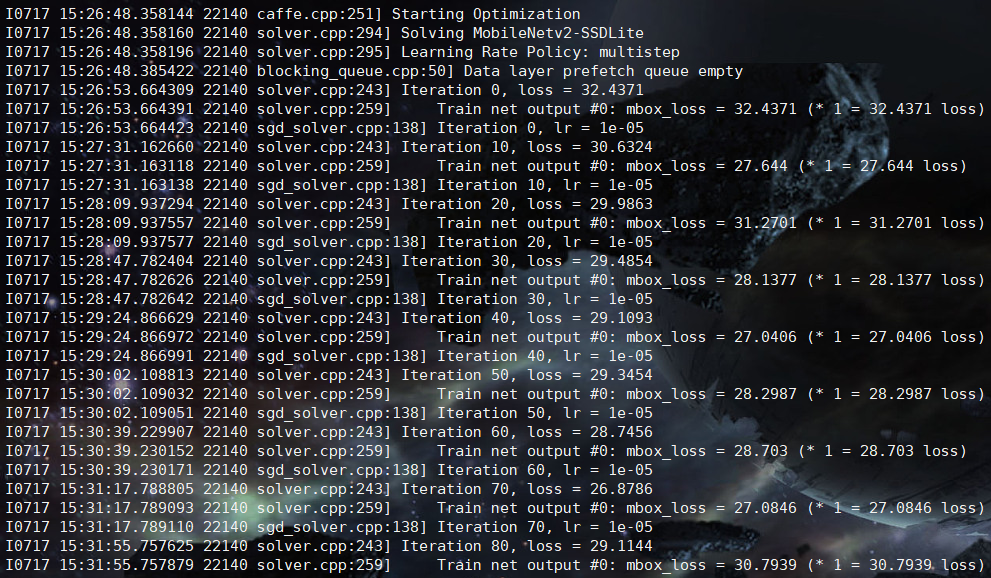 I0717 15:26:48.358144 22140 caffe.cpp:251] Starting Optimization
I0717 15:26:48.358160 22140 solver.cpp:294] Solving MobileNetv2-SSDLite
I0717 15:26:48.358196 22140 solver.cpp:295] Learning Rate Policy: multistep
I0717 15:26:48.385422 22140 blocking_queue.cpp:50] Data layer prefetch queue empty
I0717 15:26:53.664309 22140 solver.cpp:243] Iteration 0, loss = 32.4371
I0717 15:26:53.664391 22140 solver.cpp:259]     Train net output #0: mbox_loss = 32.4371 (* 1 = 32.4371 loss)
I0717 15:26:53.664423 22140 sgd_solver.cpp:138] Iteration 0, lr = 1e-05
I0717 15:27:31.162660 22140 solver.cpp:243] Iteration 10, loss = 30.6324
I0717 15:27:31.163118 22140 solver.cpp:259]     Train net output #0: mbox_loss = 27.644 (* 1 = 27.644 loss)
I0717 15:27:31.163138 22140 sgd_solver.cpp:138] Iteration 10, lr = 1e-05
I0717 15:28:09.937294 22140 solver.cpp:243] Iteration 20, loss = 29.9863
I0717 15:28:09.937557 22140 solver.cpp:259]     Train net output #0: mbox_loss = 31.2701 (* 1 = 31.2701 loss)
I0717 15:28:09.937577 22140 sgd_solver.cpp:138] Iteration 20, lr = 1e-05
I0717 15:28:47.782404 22140 solver.cpp:243] Iteration 30, loss = 29.4854
I0717 15:28:47.782626 22140 solver.cpp:259]     Train net output #0: mbox_loss = 28.1377 (* 1 = 28.1377 loss)
I0717 15:28:47.782642 22140 sgd_solver.cpp:138] Iteration 30, lr = 1e-05
I0717 15:29:24.866629 22140 solver.cpp:243] Iteration 40, loss = 29.1093
I0717 15:29:24.866972 22140 solver.cpp:259]     Train net output #0: mbox_loss = 27.0406 (* 1 = 27.0406 loss)
I0717 15:29:24.866991 22140 sgd_solver.cpp:138] Iteration 40, lr = 1e-05
I0717 15:30:02.108813 22140 solver.cpp:243] Iteration 50, loss = 29.3454
I0717 15:30:02.109032 22140 solver.cpp:259]     Train net output #0: mbox_loss = 28.2987 (* 1 = 28.2987 loss)
I0717 15:30:02.109051 22140 sgd_solver.cpp:138] Iteration 50, lr = 1e-05
I0717 15:30:39.229907 22140 solver.cpp:243] Iteration 60, loss = 28.7456
I0717 15:30:39.230152 22140 solver.cpp:259]     Train net output #0: mbox_loss = 28.703 (* 1 = 28.703 loss)
I0717 15:30:39.230171 22140 sgd_solver.cpp:138] Iteration 60, lr = 1e-05
I0717 15:31:17.788805 22140 solver.cpp:243] Iteration 70, loss = 26.8786
I0717 15:31:17.789093 22140 solver.cpp:259]     Train net output #0: mbox_loss = 27.0846 (* 1 = 27.0846 loss)
I0717 15:31:17.789110 22140 sgd_solver.cpp:138] Iteration 70, lr = 1e-05
I0717 15:31:55.757625 22140 solver.cpp:243] Iteration 80, loss = 29.1144
I0717 15:31:55.757879 22140 solver.cpp:259]     Train net output #0: mbox_loss = 30.7939 (* 1 = 30.7939 loss)